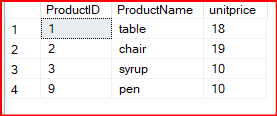 ProductID ProductName unitprice
1 1 table 18
2 2 chair 19
3 3 syrup 10
4 9 pen 10